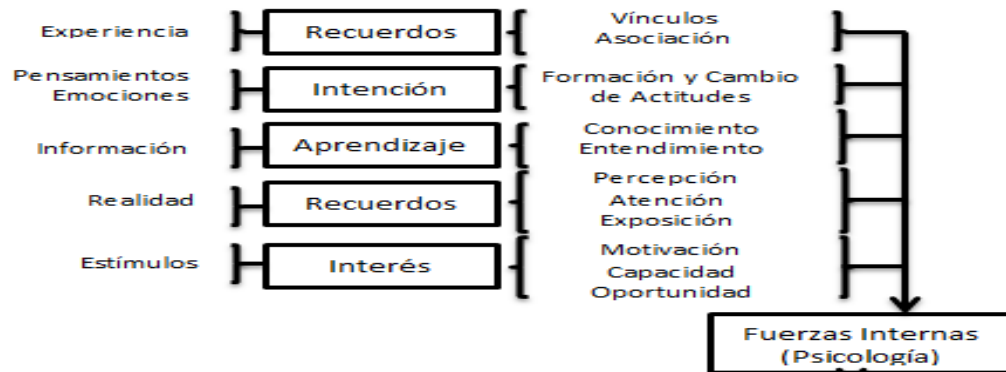 Experiencia
Recuerdos
Vínculos
Asociación
Pensamientos
Emociones
Intención
Formación y Cambio
de Actitudes
Información
Aprendizaje
Conocimiento
Entendimiento
Realidad
Recuerdos
Percepción
Atención
Exposición
Estímulos
Interés
Motivación
Capacidad
Oportunidad
Fuerzas Internas
(Psicología)